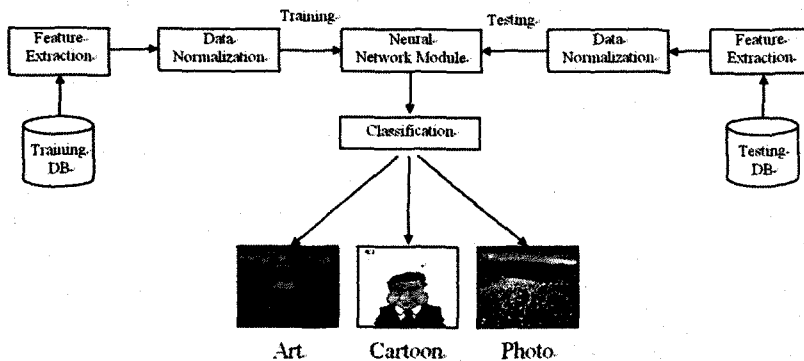 Training
Testing
Feature
Extraction
Data
Normalization
Neural
Network Module
Data
Normalization
Feature
Extraction
Training
DB
Classification
Testing
DB
Art
Cartoon
Photo